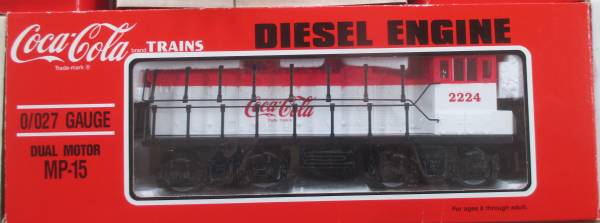 Coca-Cola brand TRAINS
Trade-mark ®
DIESEL ENGINE
O/027 GAUGE
DUAL MOTOR
MP-15
Coca-Cola
2224
For ages 8 through adult.